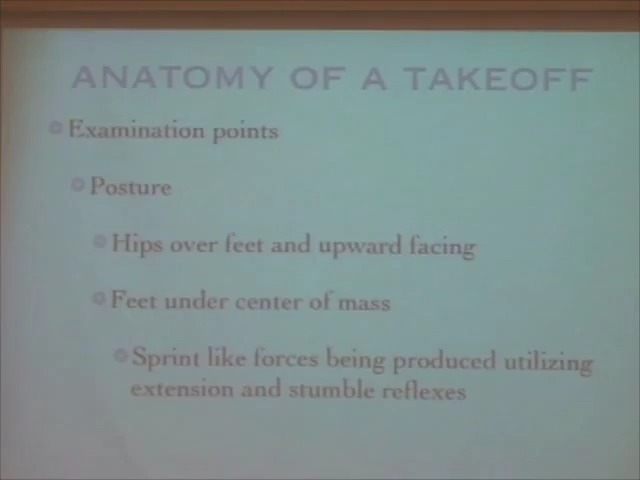 ANATOMY OF A TAKEOFF
Examination points
Posture
Hips over feet and upward facing
Feet under center of mass
Sprint like forces being produced utilizing
extension and stumble reflexes